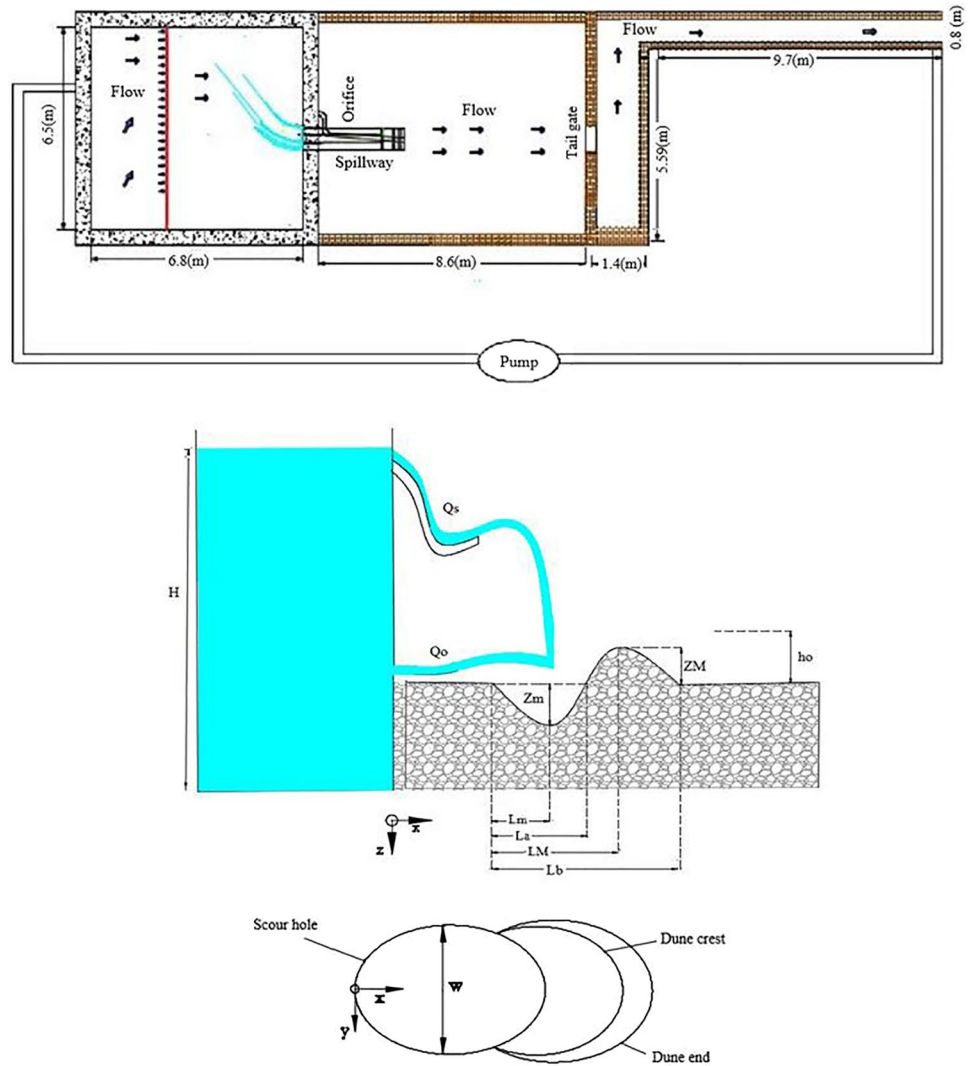 Flow
0.8 (m)
9.7(m)
6.5(m)
Flow
Orifice
Flow
Tail gate
5.59(m)
Spillway
6.8(m)
8.6(m)
1.4(m)
Pump
Qs
H
Qo
ZM
ho
Zm
Lm
x
La
z
LM
Lb
Scour hole
Dune crest
W
x
y
Dune end